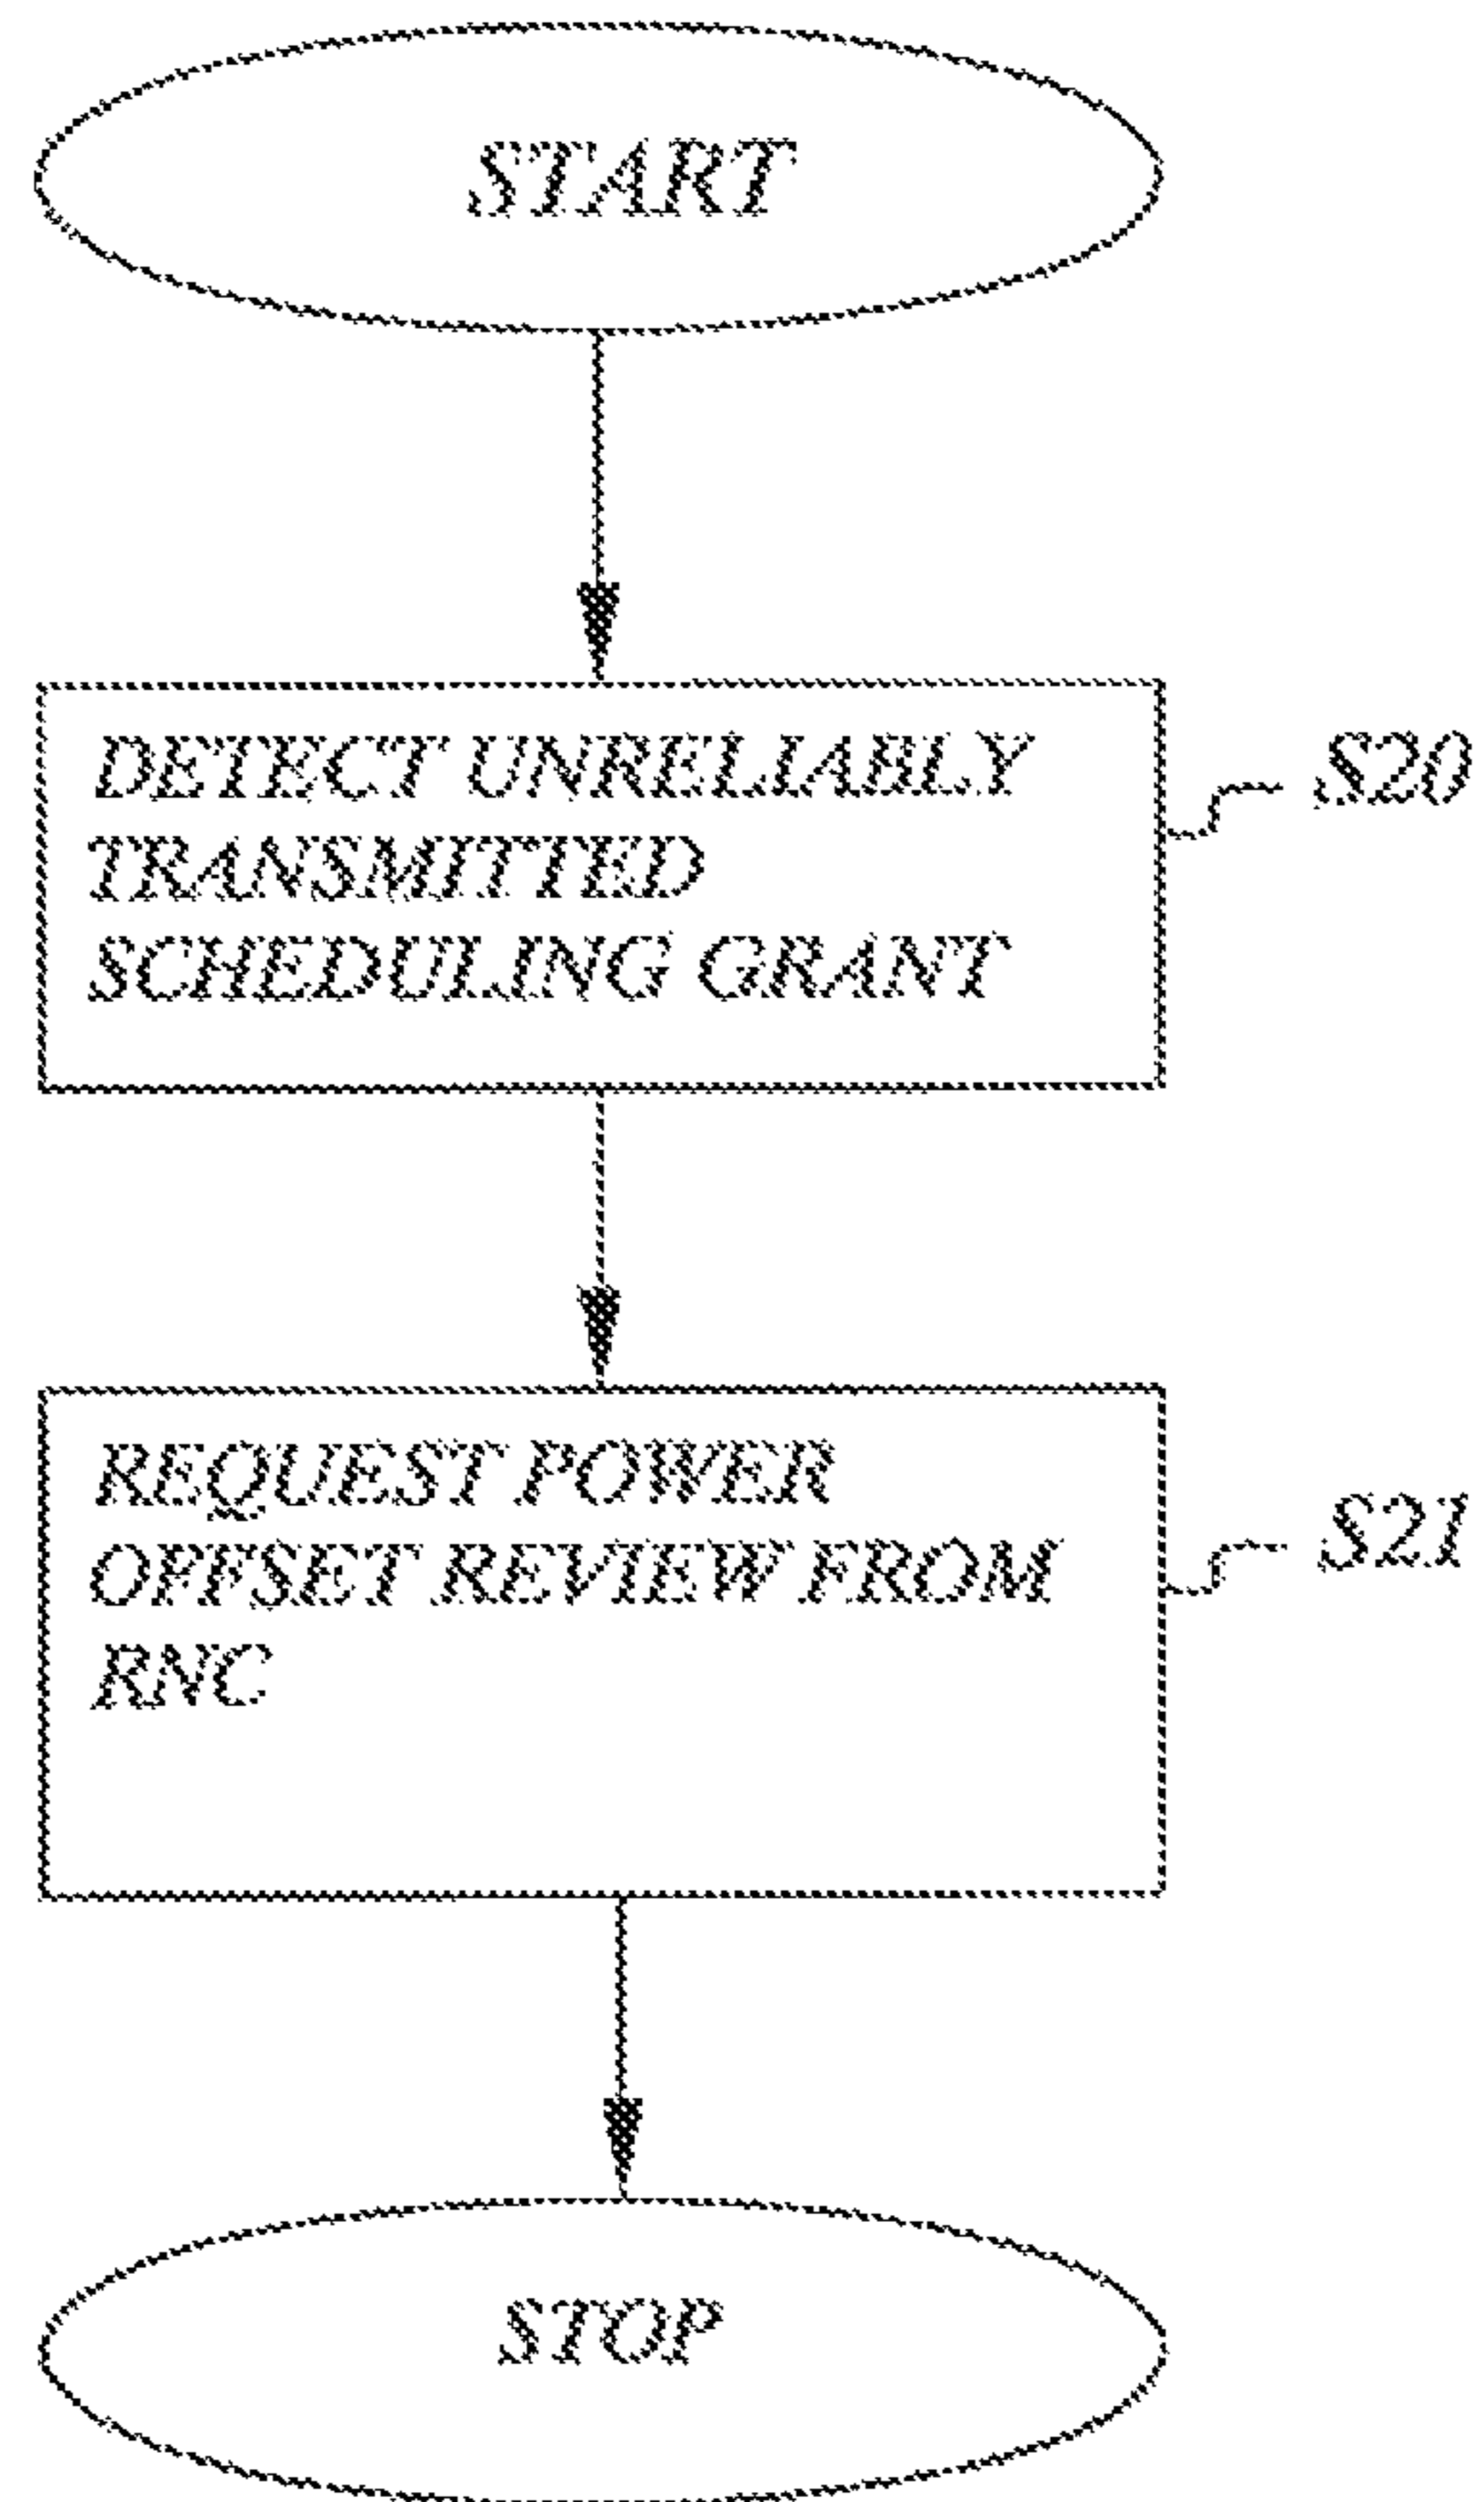 START
DETECT UNRELIABLY
TRANSMITTED
SCHEDULING GRANT
S20
REQUEST POWER
OFFSET REVIEW FROM
RNC
S21
STOP